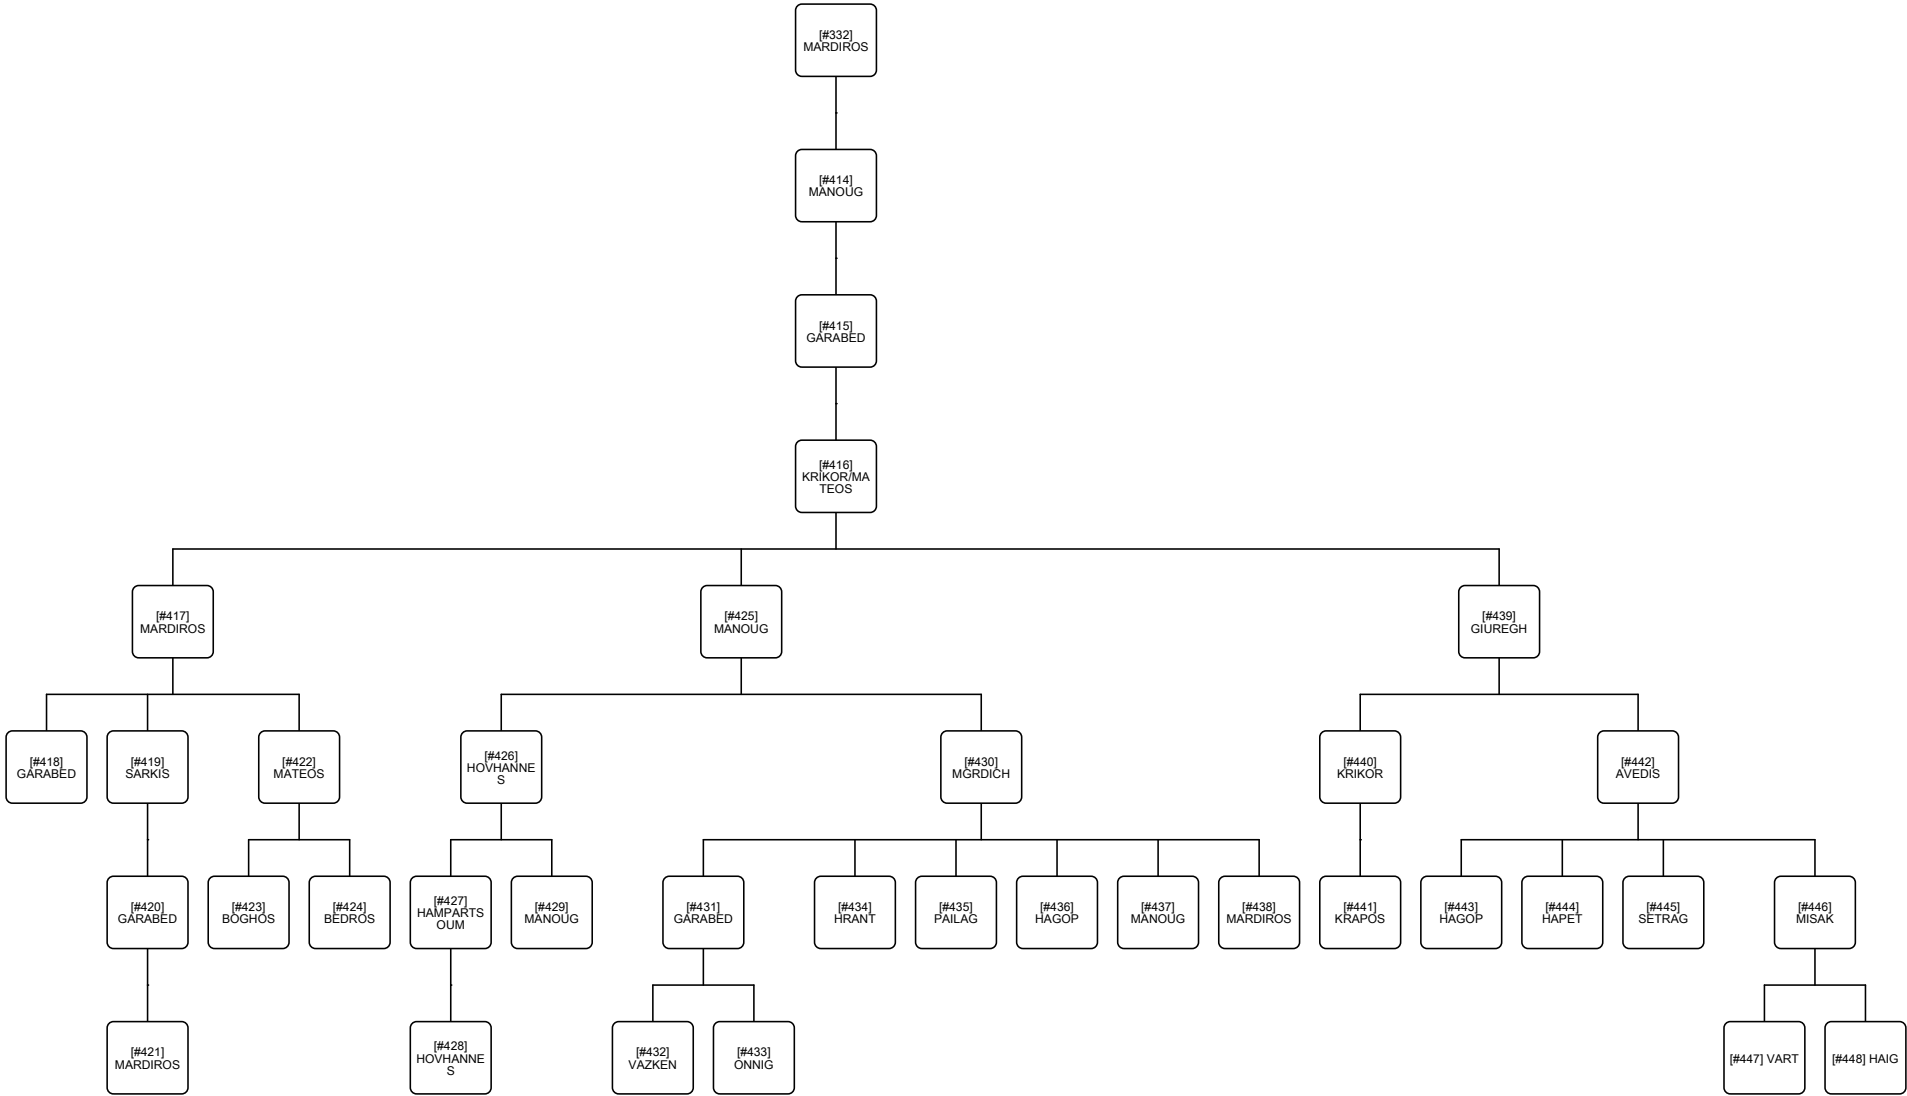 [#332]
MARDIROS
[#414]
MANOUG
[#415]
GARABED
[#416]
KRIKOR/MA
TEOS
[#417]
MARDIROS
[#425]
MANOUG
[#439]
GIUREGH
[#418]
GARABED
[#419]
SARKIS
[#422]
MATEOS
[#426]
HOVHANNE
S
[#430]
MGRDICH
[#440]
KRIKOR
[#442]
AVEDIS
[#420]
GARABED
[#423]
BOGHOS
[#424]
BEDROS
[#427]
HAMPARTS
OUM
[#429]
MANOUG
[#431]
GARABED
[#434]
HRANT
[#435]
PAILAG
[#436]
HAGOP
[#437]
MANOUG
[#438]
MARDIROS
[#441]
KRAPOS
[#443]
HAGOP
[#444]
HAPET
[#445]
SETRAG
[#446]
MISAK
[#421]
MARDIROS
[#428]
HOVHANNE
S
[#432]
VAZKEN
[#433]
ONNIG
[#447] VART
[#448] HAIG